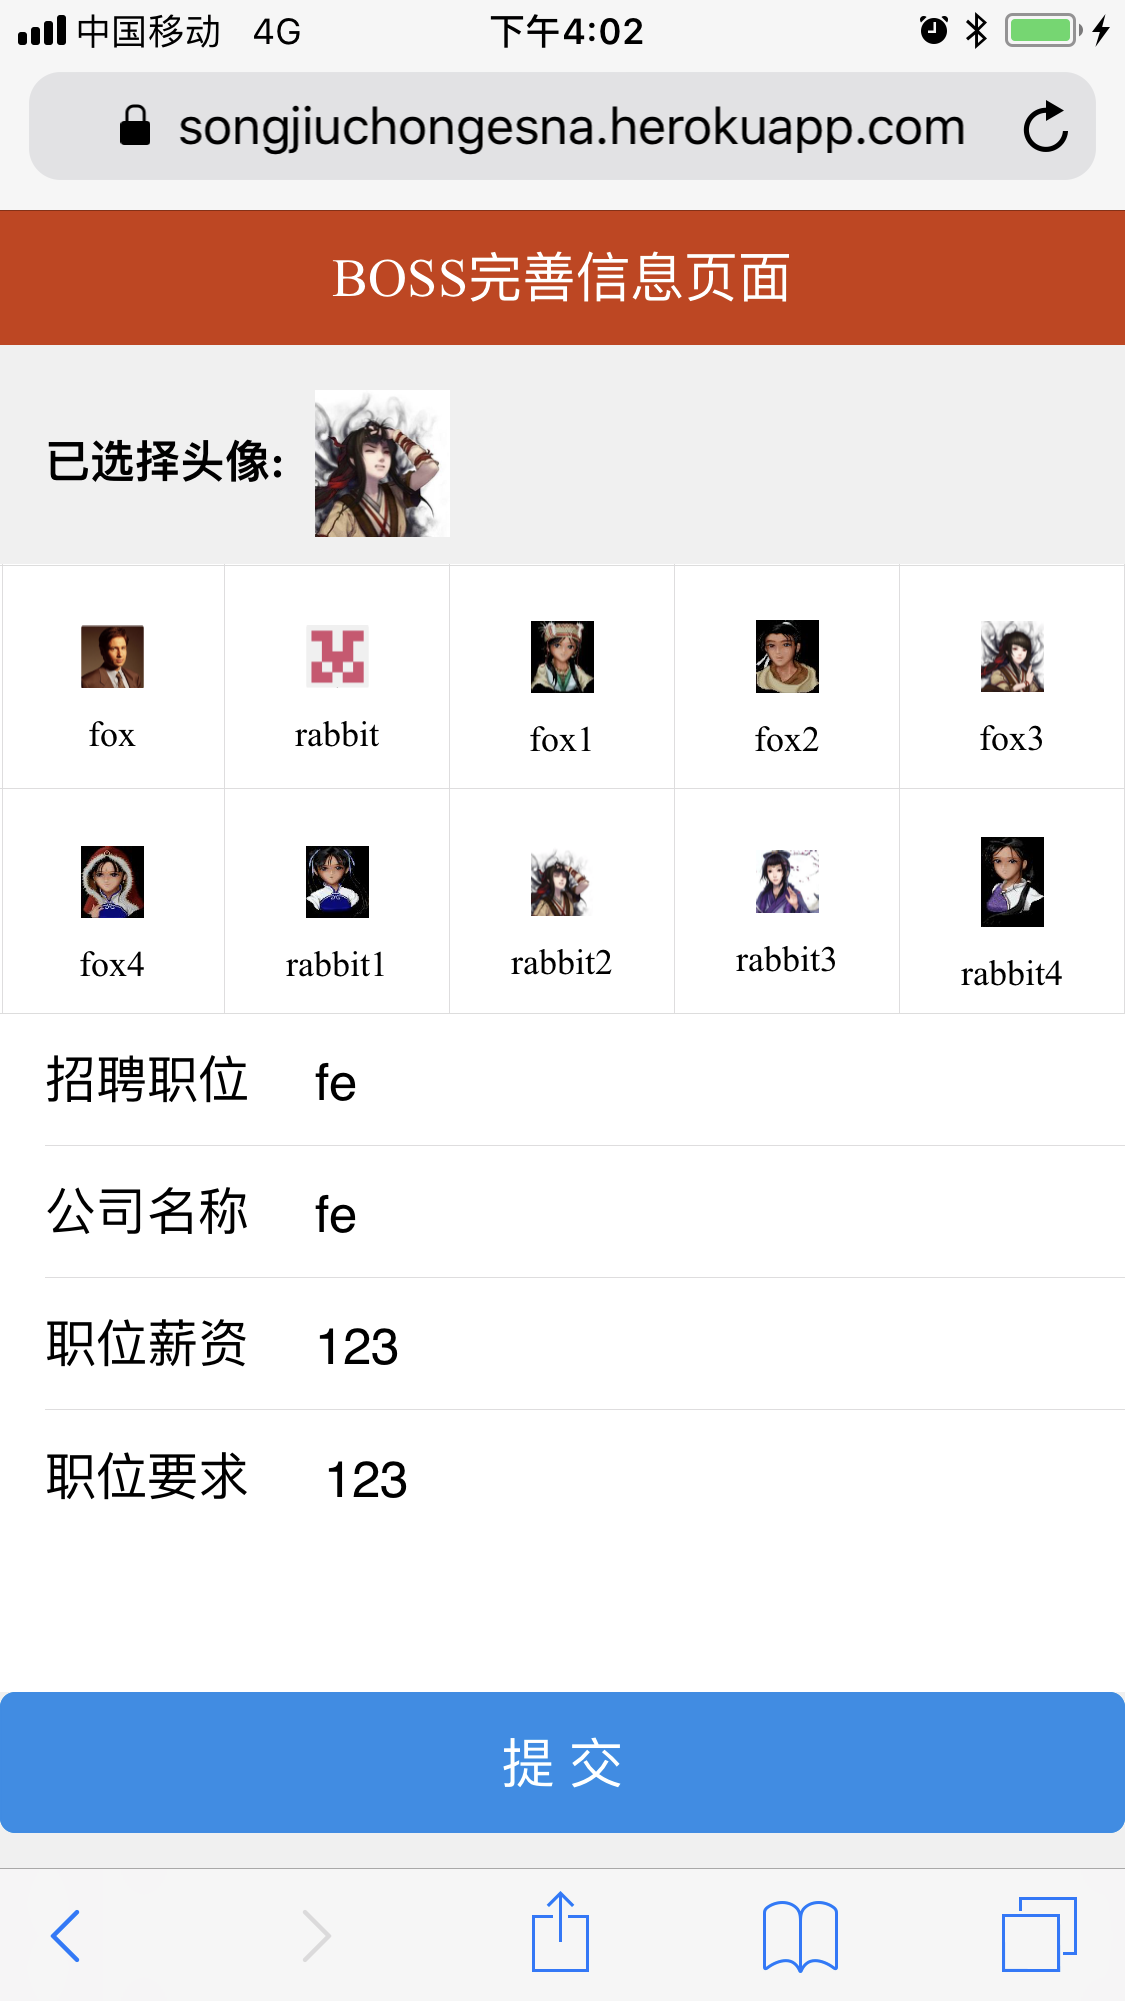 中国移动 4G 下午4:02
songjiuchongesna.herokuapp.com
BOSS完善信息页面
已选择头像:
fox rabbit fox1 fox2 fox3
fox4 rabbit1 rabbit2 rabbit3 rabbit4
招聘职位 fe
公司名称 fe
职位薪资 123
职位要求 123
提 交